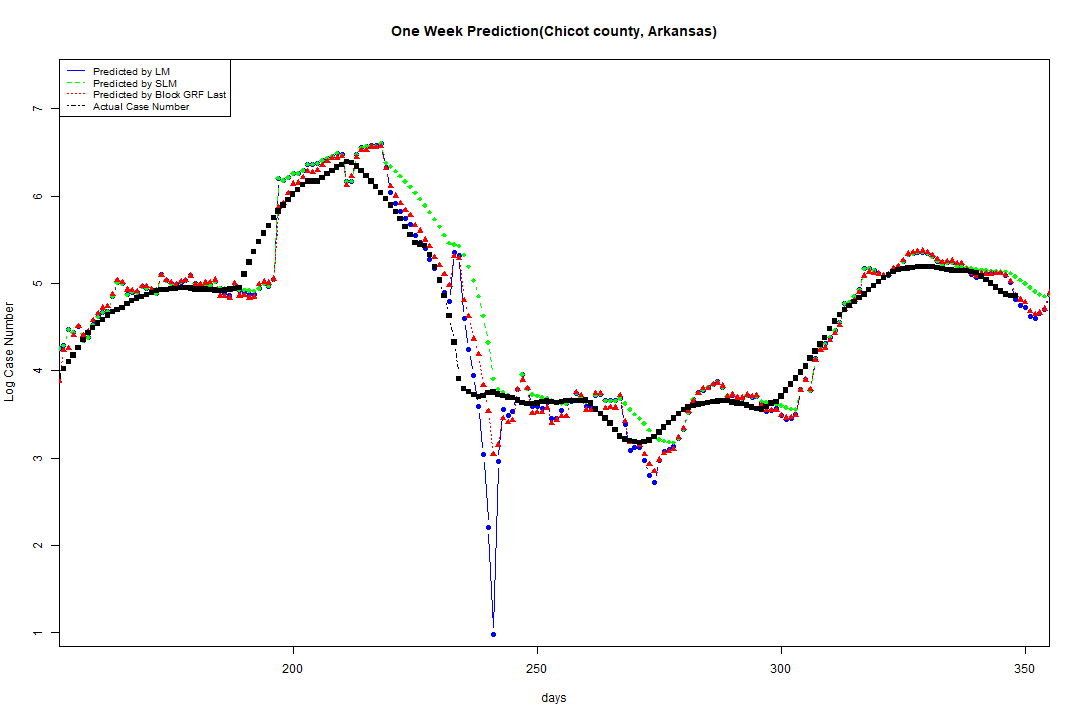 One Week Prediction(Chicot county, Arkansas)
Predicted by LM
Predicted by SLM
Predicted by Block GRF Last
Actual Case Number
7
6
5
4
3
2
1
Log Case Number
200 250 300 350
days